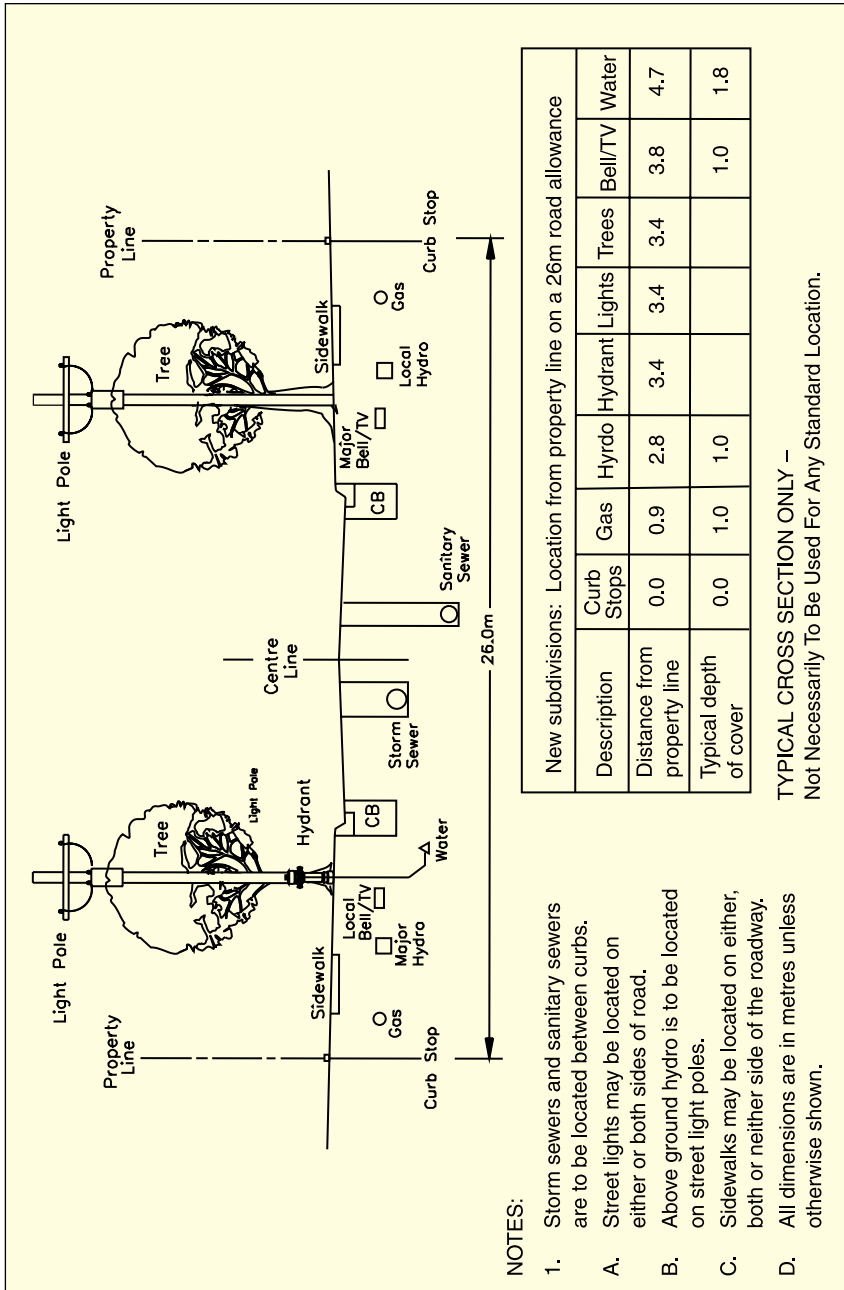 Light Pole
Light Pole
Property
Line
Tree
Tree
Property
Line
Light Pole
Hydrant
Centre
Line
Sidewalk
Sidewalk
Gas
Major
Hydro
Local
Bell/TV
CB
Water
Storm
Sewer
Sanitary
Sewer
CB
Major
Bell/TV
Local
Hydro
Gas
Curb Stop
Curb Stop
26.0m
NOTES:
1. Storm sewers and sanitary sewers
are to be located between curbs.
A. Street lights may be located on
either or both sides of road.
B. Above ground hydro is to be located
on street light poles.
C. Sidewalks may be located on either,
both or neither side of the roadway.
D. All dimensions are in metres unless
otherwise shown.
New subdivisions: Location from property line on a 26m road allowance
Description Curb Stops Gas Hyrdo Hydrant Lights Trees Bell/TV Water
Distance from property line 0.0 0.9 2.8 3.4 3.4 3.4 3.8 4.7
Typical depth of cover 0.0 1.0 1.0 1.0 1.8
TYPICAL CROSS SECTION ONLY –
Not Necessarily To Be Used For Any Standard Location.